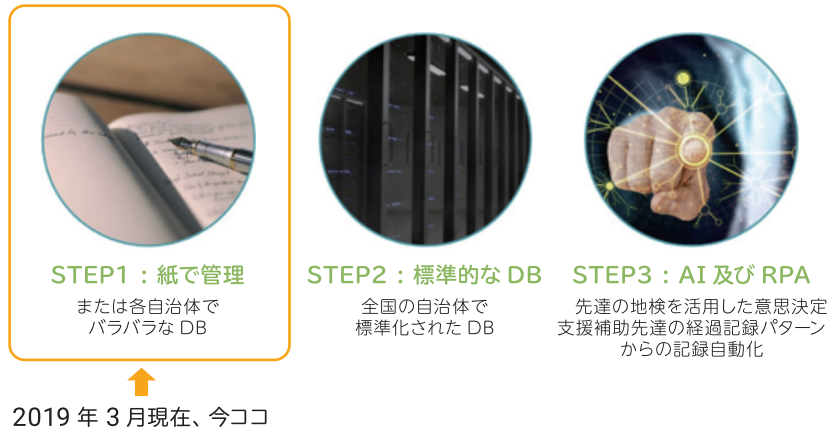 STEP1：紙で管理
または各自治体で
バラバラな DB
STEP2：標準的な DB
全国の自治体で
標準化された DB
STEP3：AI 及び RPA
先達の地検を活用した意思決定
支援補助先達の経過記録パターン
からの記録自動化
2019 年 3 月現在、今ココ